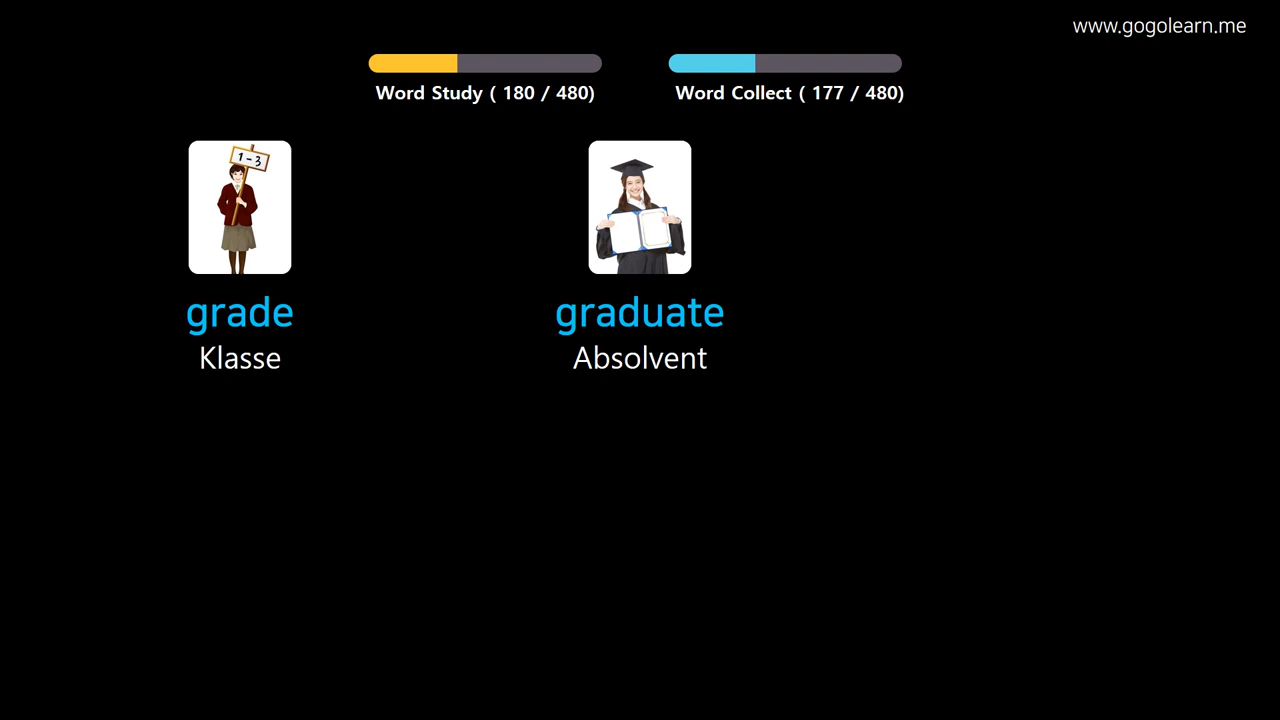 www.gogolearn.me
Word Study ( 180 / 480)
Word Collect ( 177 / 480)
1-3
grade
Klasse
graduate
Absolvent